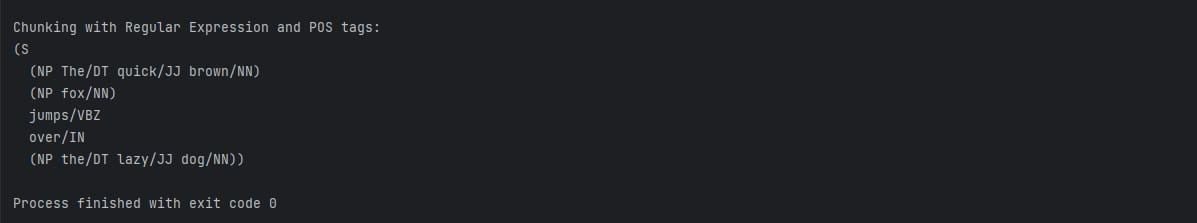 Chunking with Regular Expression and POS tags:
(S
  (NP The/DT quick/JJ brown/NN)
  (NP fox/NN)
  jumps/VBZ
  over/IN
  (NP the/DT lazy/JJ dog/NN))
Process finished with exit code 0